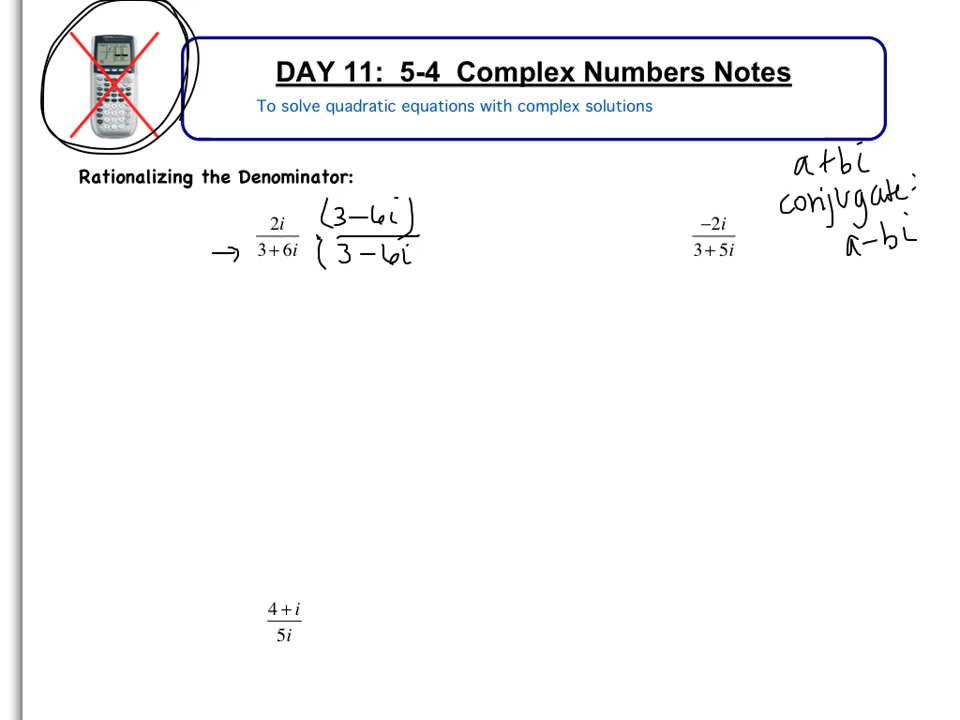 DAY 11: 5-4 Complex Numbers Notes
To solve quadratic equations with complex solutions
a+bi
Rationalizing the Denominator:
conjugate:
a-bi
2i (3-6i)
→ 3+6i · (3-6i
-2i
3+5i
4+i
5i